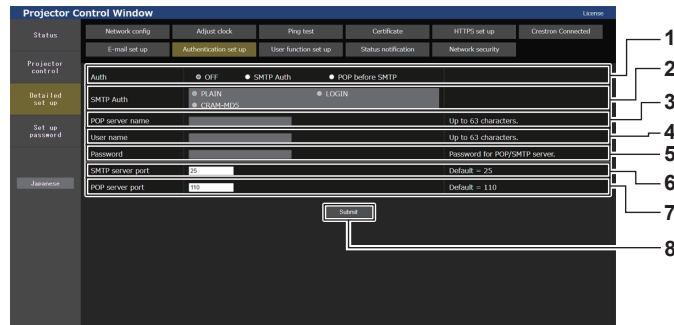 Projector Control Window
License
Status
Network config
Adjust clock
Ping test
Certificate
HTTPS set up
Crestron Connected
E-mail set up
Authentication set up
User function set up
Status notification
Network security
Projector
control
Detailed
set up
Set up
password
Japanese
Auth
OFF
SMTP Auth
POP before SMTP
SMTP Auth
PLAIN
LOGIN
CRAM-MD5
POP server name
Up to 63 characters.
User name
Up to 63 characters.
Password
Password for POP/SMTP server.
SMTP server port
25
Default = 25
POP server port
110
Default = 110
Submit
1
2
3
4
5
6
7
8